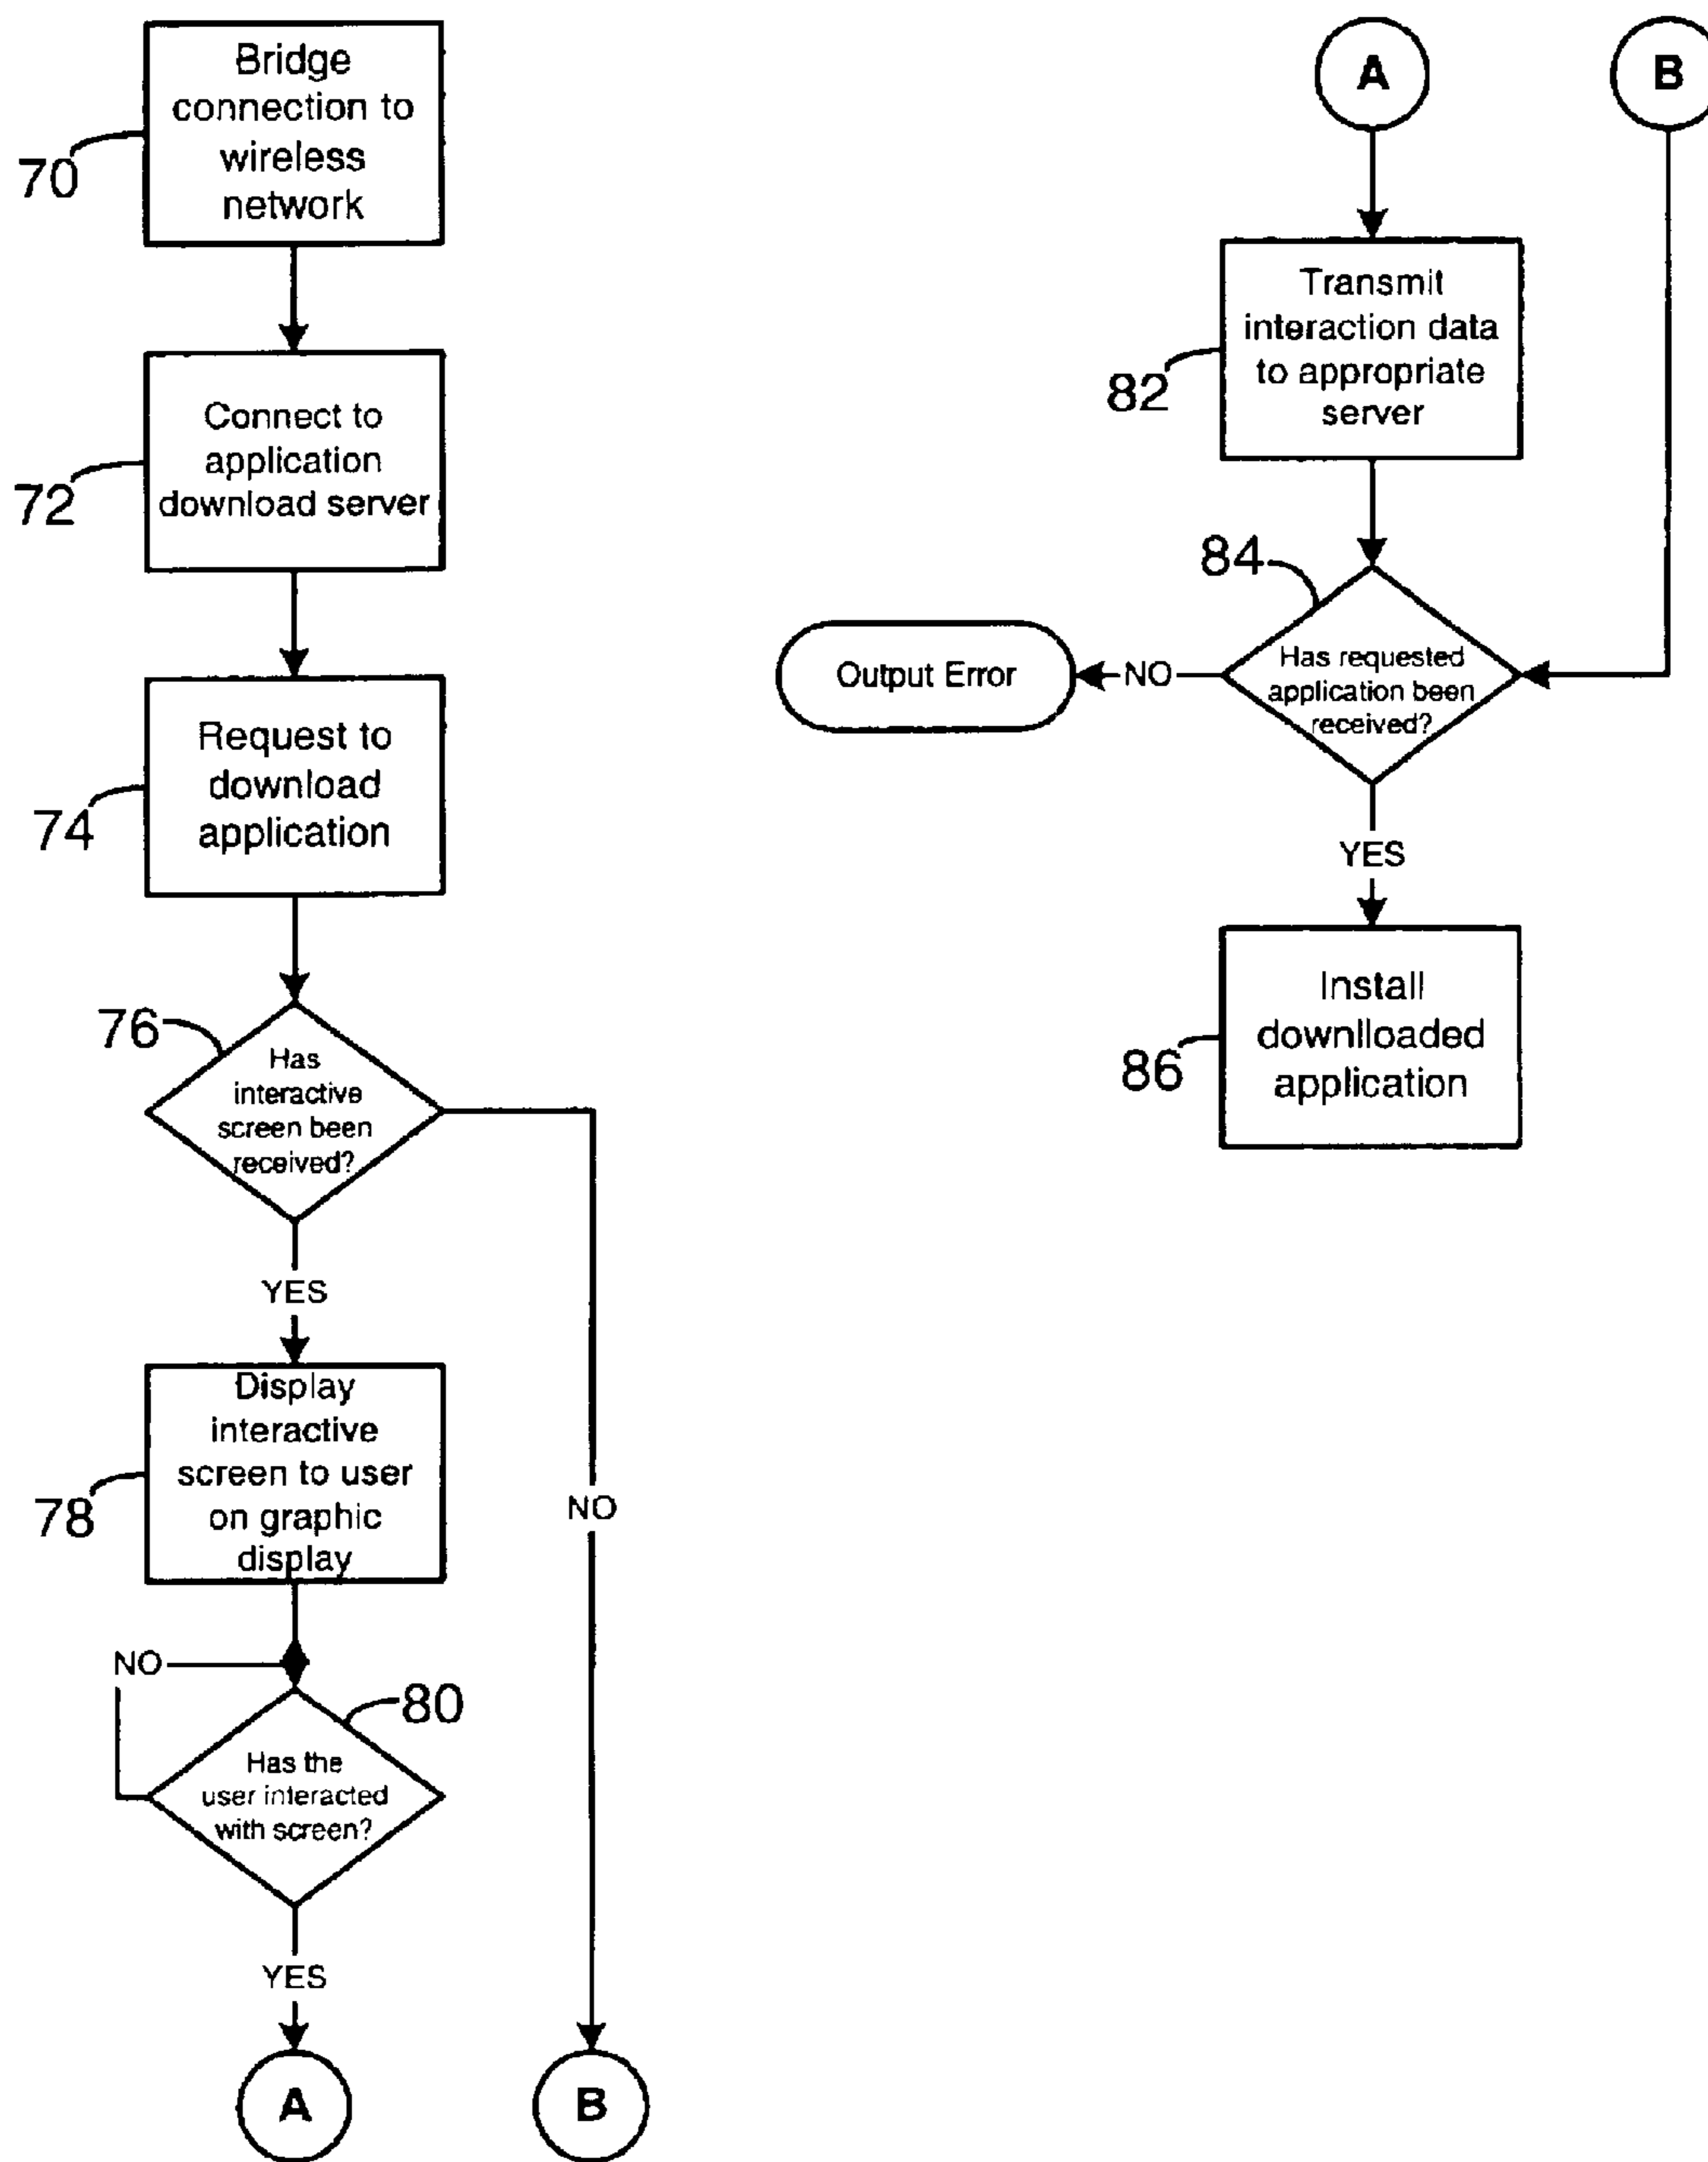 Bridge
connection to
wireless
network
70
Connect to
application
download server
72
Request to
download
application
74
76
Has
interactive
screen been
received?
YES
NO
Display
interactive
screen to user
on graphic
display
78
NO
80
Has the
user interacted
with screen?
YES
A
B
A
B
Transmit
interaction data
to appropriate
server
82
84
Has requested
application been
received?
NO
Output Error
YES
Install
downlloaded
application
86